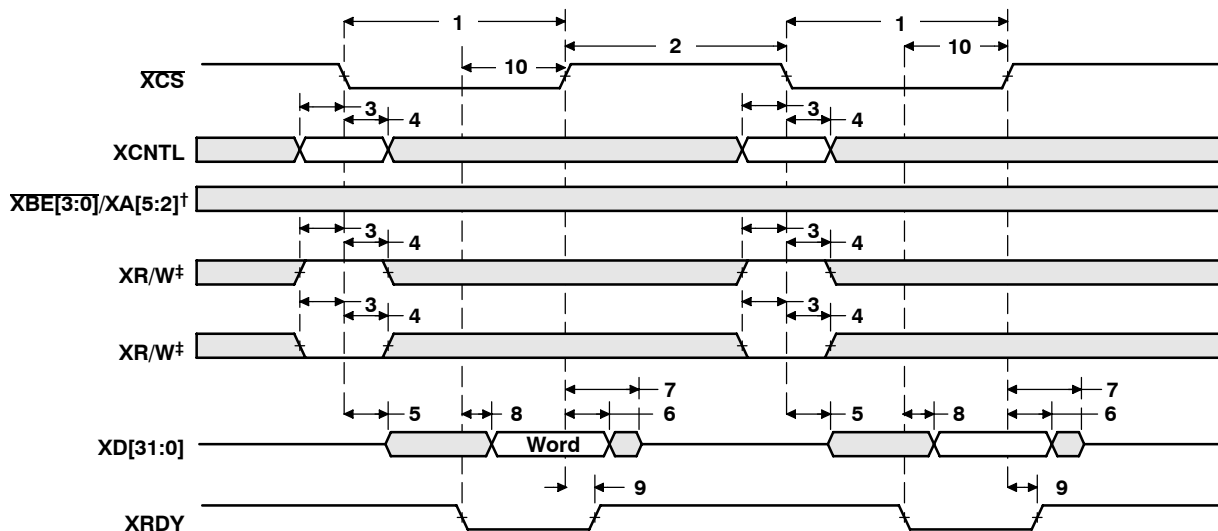 1 1
2
10 10
XCS
3 3
4 4
XCNTL
XBE[3:0]/XA[5:2]†
3 3
4 4
XR/W‡
3 3
4 4
XR/W‡
7 7
5 8 6 5 8 6
XD[31:0] Word
9 9
XRDY